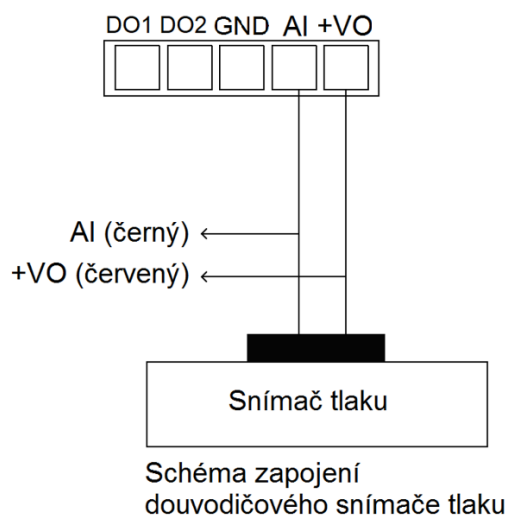 DO1 DO2 GND AI +VO
AI (černý)
+VO (červený)
Snímač tlaku
Schéma zapojení
douvodičového snímače tlaku